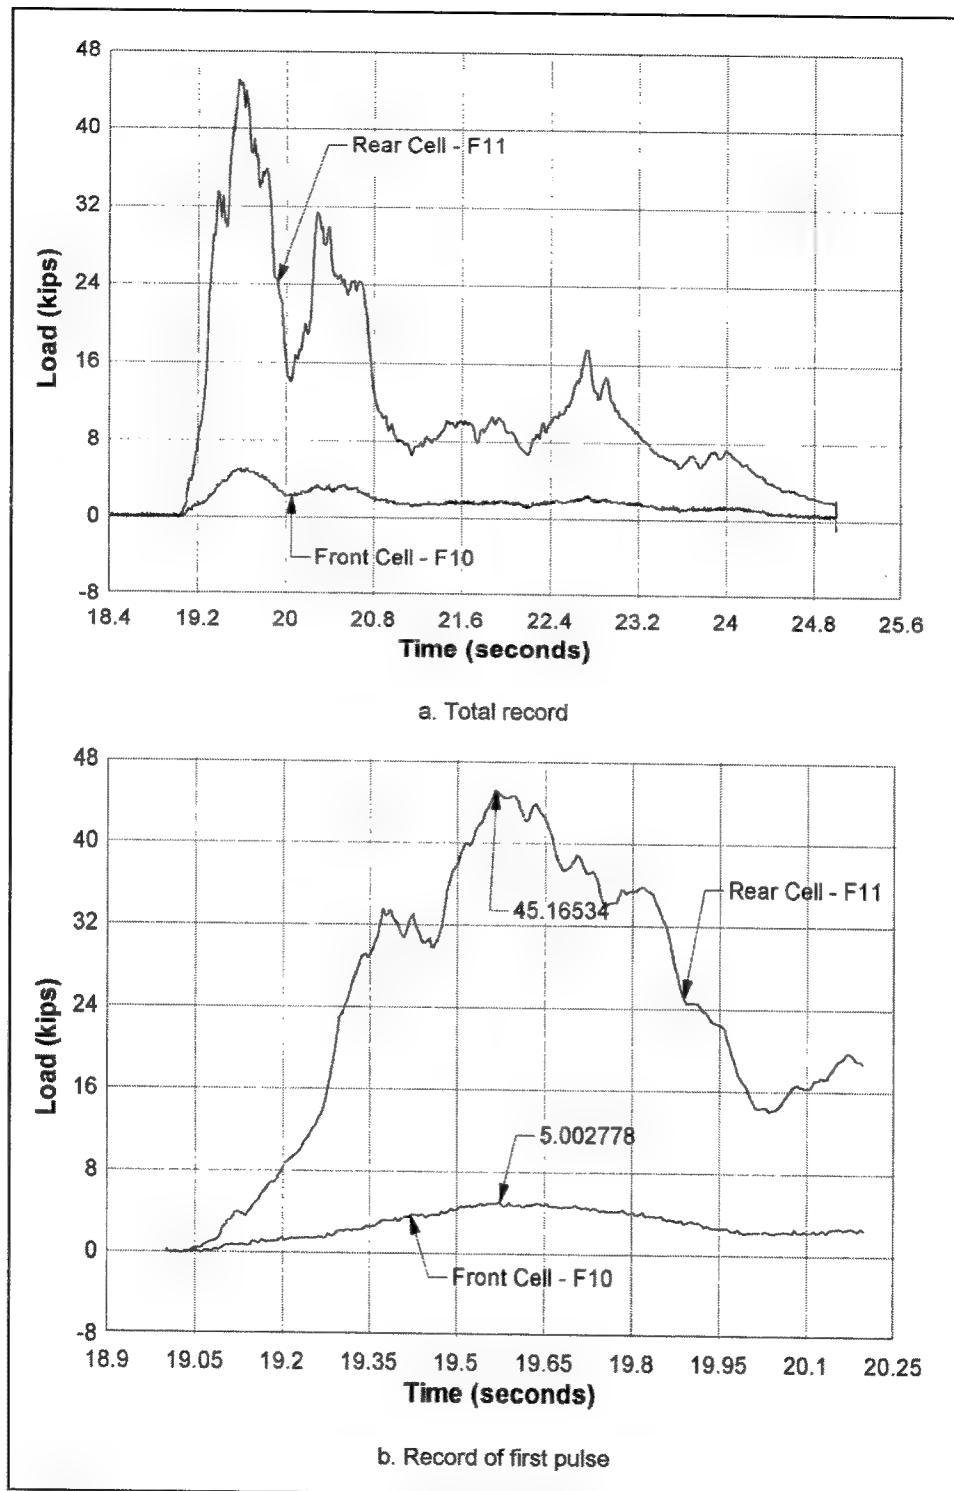 48
40
32
24
16
8
0
-8
Load (kips)
Rear Cell - F11
Front Cell - F10
18.4 19.2 20 20.8 21.6 22.4 23.2 24 24.8 25.6
Time (seconds)
a. Total record
48
40
32
24
16
8
0
-8
Load (kips)
45.16534
Rear Cell - F11
5.002778
Front Cell - F10
18.9 19.05 19.2 19.35 19.5 19.65 19.8 19.95 20.1 20.25
Time (seconds)
b. Record of first pulse